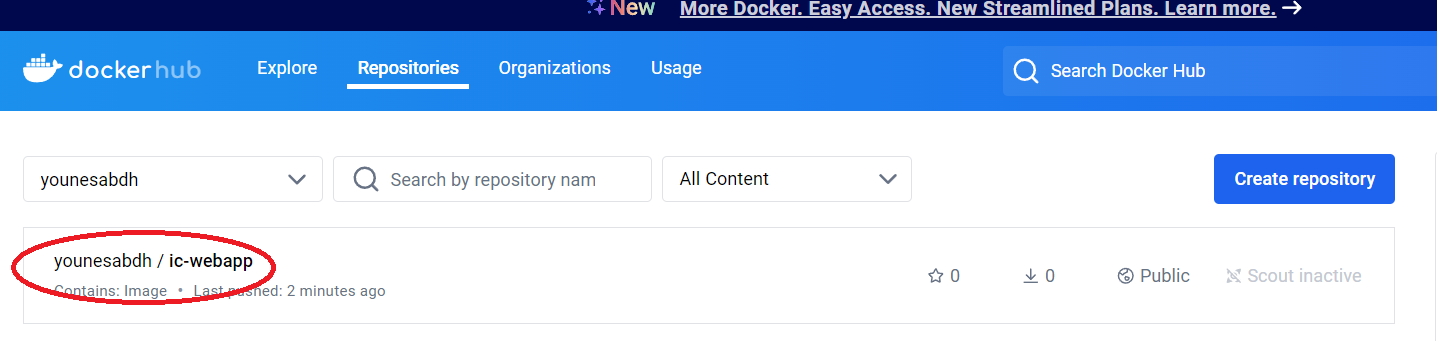 New More Docker. Easy Access. New Streamlined Plans. Learn more. →
dockerhub Explore Repositories Organizations Usage Search Docker Hub
younesabdh Search by repository nam All Content Create repository
younesabdh / ic-webapp
Contains: Image • Last pushed: 2 minutes ago
0 0 Public Scout inactive